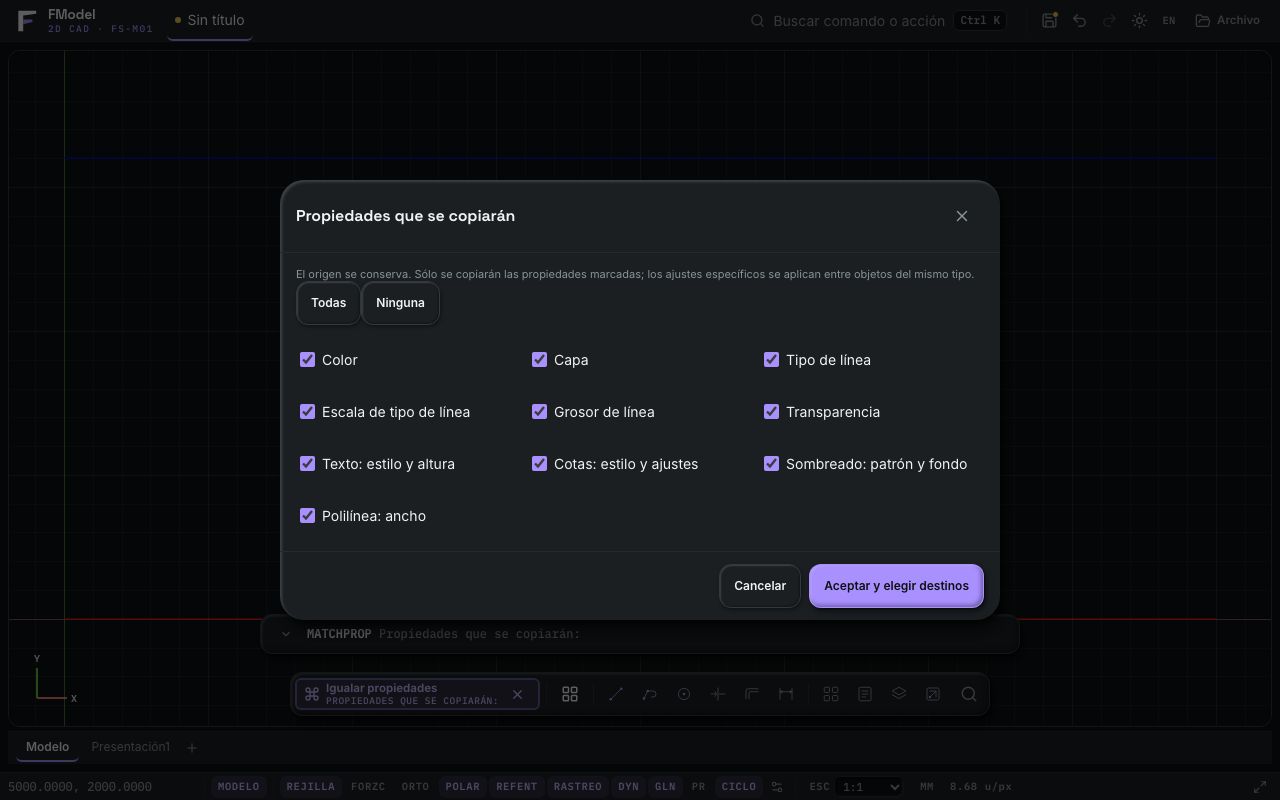 FModel
2D CAD · FS-M01
Sin título
Buscar comando o acción
Ctrl K
EN
Archivo
Propiedades que se copiarán
El origen se conserva. Sólo se copiarán las propiedades marcadas; los ajustes específicos se aplican entre objetos del mismo tipo.
Todas
Ninguna
Color
Capa
Tipo de línea
Escala de tipo de línea
Grosor de línea
Transparencia
Texto: estilo y altura
Cotas: estilo y ajustes
Sombreado: patrón y fondo
Polilínea: ancho
Cancelar
Aceptar y elegir destinos
MATCHPROP Propiedades que se copiarán:
Y
X
Igualar propiedades
PROPIEDADES QUE SE COPIARÁN:
Modelo
Presentación1
5000.0000, 2000.0000
MODELO
REJILLA
FORZC
ORTO
POLAR
REFENT
RASTREO
DYN
GLN
PR
CICLO
ESC
1:1
MM
8.68 u/px